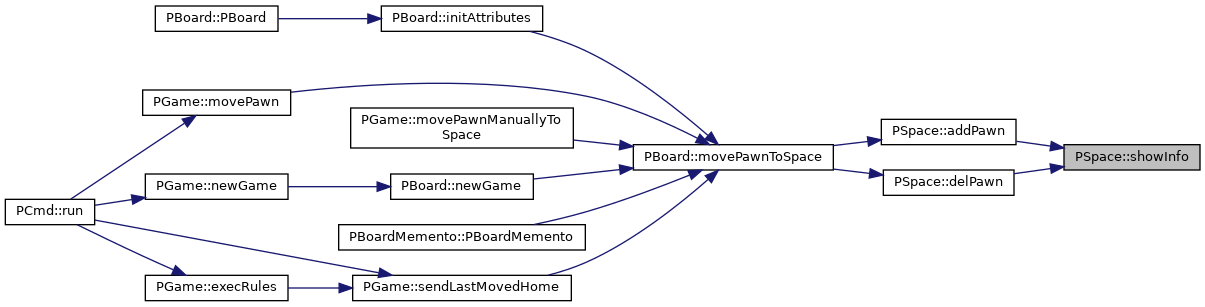 PBoard::PBoard
PBoard::initAttributes
PGame::movePawn
PGame::movePawnManuallyTo
Space
PSpace::addPawn
PBoard::movePawnToSpace
PSpace::showInfo
PSpace::delPawn
PGame::newGame
PBoard::newGame
PCmd::run
PBoardMemento::PBoardMemento
PGame::execRules
PGame::sendLastMovedHome